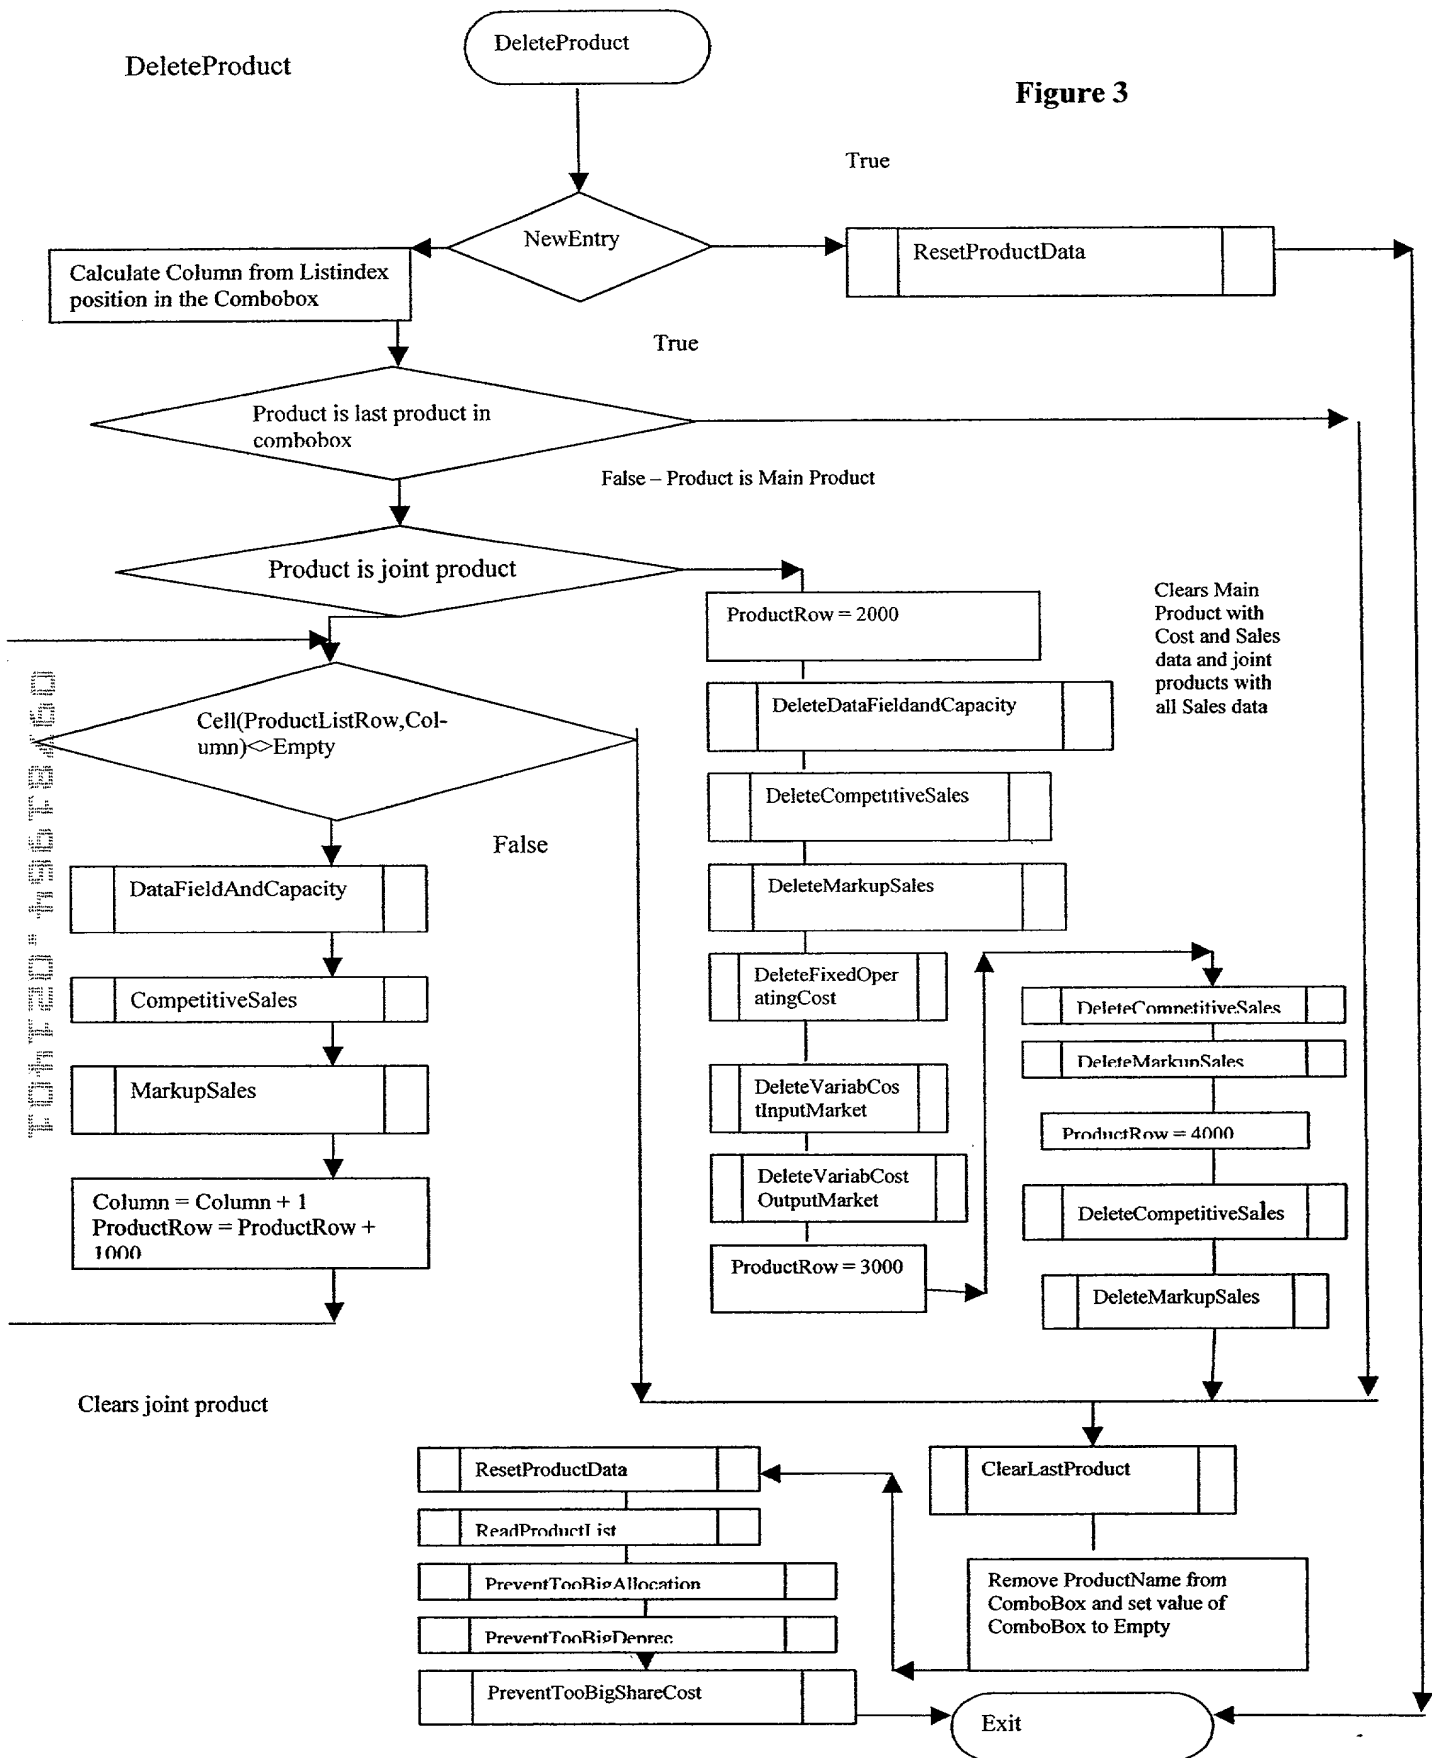 DeleteProduct
DeleteProduct
Figure 3
True
NewEntry
ResetProductData
Calculate Column from Listindex
position in the Combobox
True
Product is last product in
combobox
False – Product is Main Product
Product is joint product
ProductRow = 2000
Clears Main
Product with
Cost and Sales
data and joint
products with
all Sales data
DeleteDataFieldandCapacity
Cell(ProductListRow,Col-
umn)<>Empty
DeleteCompetitiveSales
False
DataFieldAndCapacity
DeleteMarkupSales
CompetitiveSales
DeleteFixedOper
atingCost
DeleteCompetitiveSales
DeleteMarkupSales
MarkupSales
DeleteVariabCos
tInputMarket
ProductRow = 4000
Column = Column + 1
ProductRow = ProductRow +
1000
DeleteVariabCost
OutputMarket
DeleteCompetitiveSales
ProductRow = 3000
DeleteMarkupSales
Clears joint product
ResetProductData
ClearLastProduct
ReadProductList
PreventTooBigAllocation
Remove ProductName from
ComboBox and set value of
ComboBox to Empty
PreventTooBigDeprec
PreventTooBigShareCost
Exit